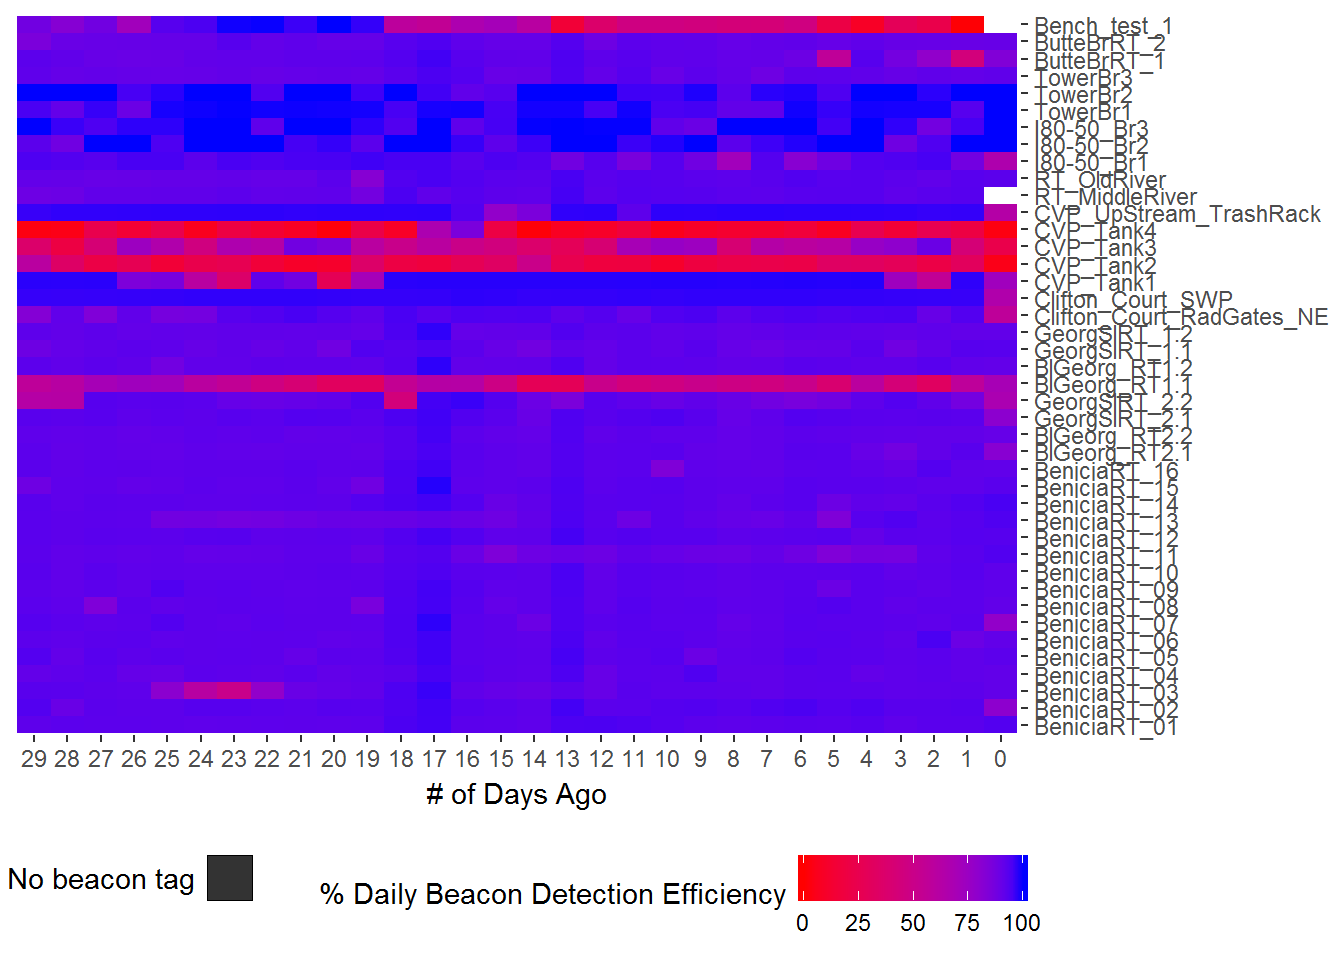 Bench_test_1
ButteBrRT_2
ButteBrRT_1
TowerBr3
TowerBr2
TowerBr1
I80-50_Br3
I80-50_Br2
I80-50_Br1
RT_OldRiver
RT_MiddleRiver
CVP_UpStream_TrashRack
CVP_Tank4
CVP_Tank3
CVP_Tank2
CVP_Tank1
Clifton_Court_SWP
Clifton_Court_RadGates_NE
GeorgSlRT_1.2
GeorgSlRT_1.1
BlGeorg_RT1.2
BlGeorg_RT1.1
GeorgSlRT_2.2
GeorgSlRT_2.1
BlGeorg_RT2.2
BlGeorg_RT2.1
BeniciaRT_16
BeniciaRT_15
BeniciaRT_14
BeniciaRT_13
BeniciaRT_12
BeniciaRT_11
BeniciaRT_10
BeniciaRT_09
BeniciaRT_08
BeniciaRT_07
BeniciaRT_06
BeniciaRT_05
BeniciaRT_04
BeniciaRT_03
BeniciaRT_02
BeniciaRT_01
29 28 27 26 25 24 23 22 21 20 19 18 17 16 15 14 13 12 11 10 9 8 7 6 5 4 3 2 1 0
# of Days Ago
No beacon tag
% Daily Beacon Detection Efficiency
0 25 50 75 100